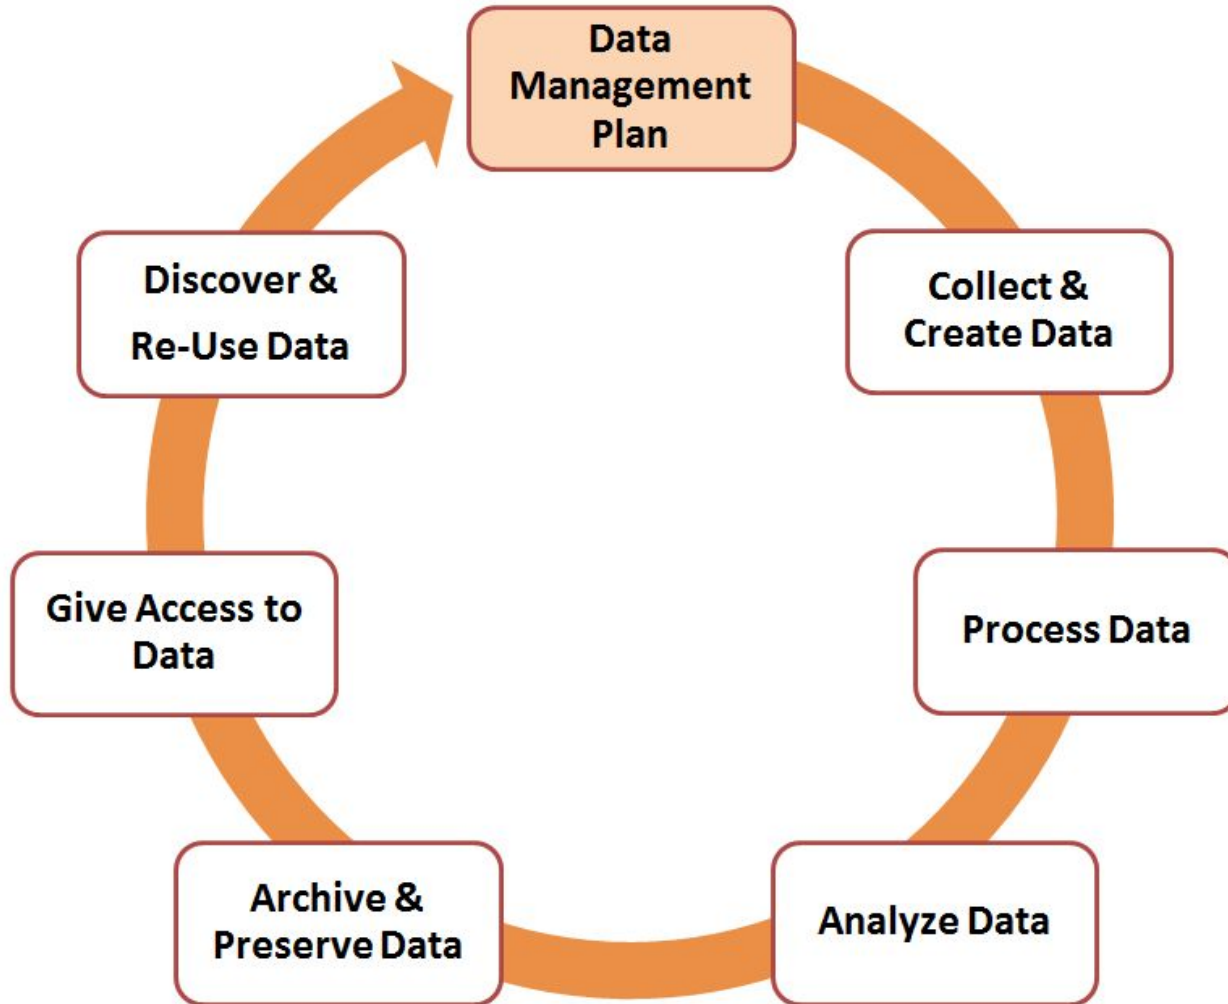 Data
Management
Plan
Collect &
Create Data
Process Data
Analyze Data
Archive &
Preserve Data
Give Access to
Data
Discover &
Re-Use Data